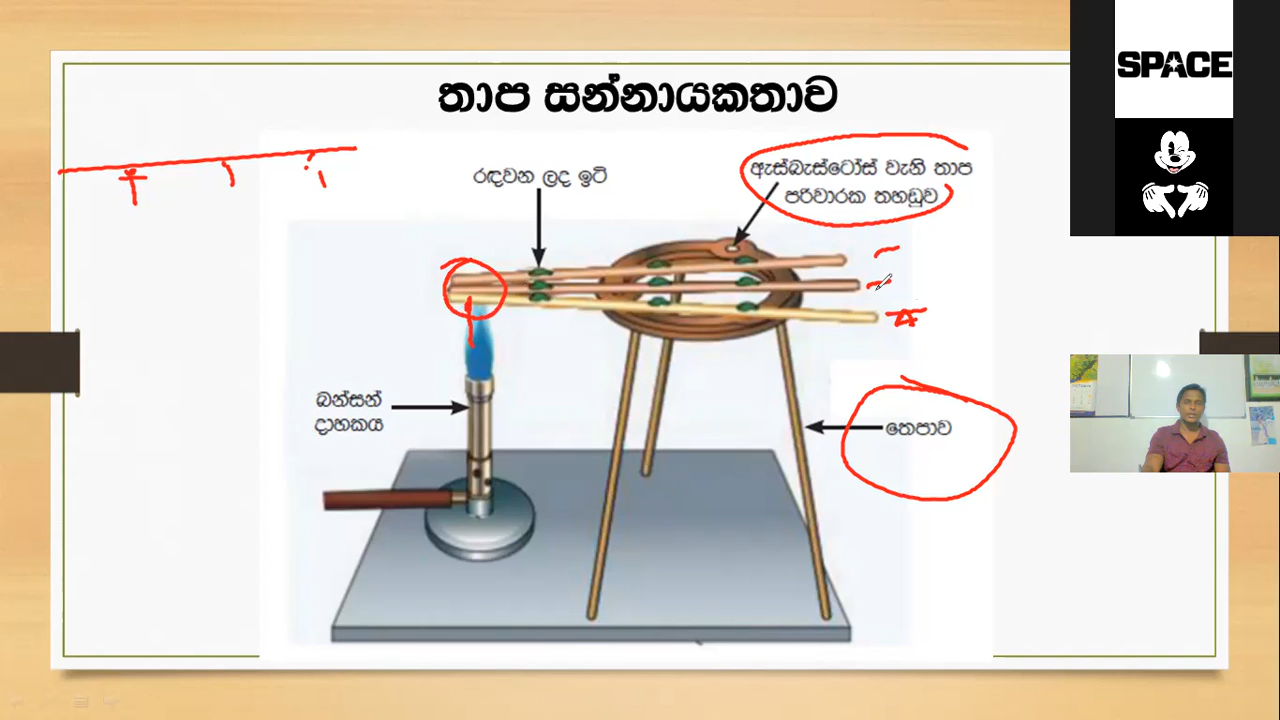 තාප සන්නායකතාව
SPACE
රඳවන ලද ඉටි
ඇස්බැස්ටෝස් වැනි තාප
පරිවාරක තහඩුව
බන්සන්
දාහකය
තෙපාව